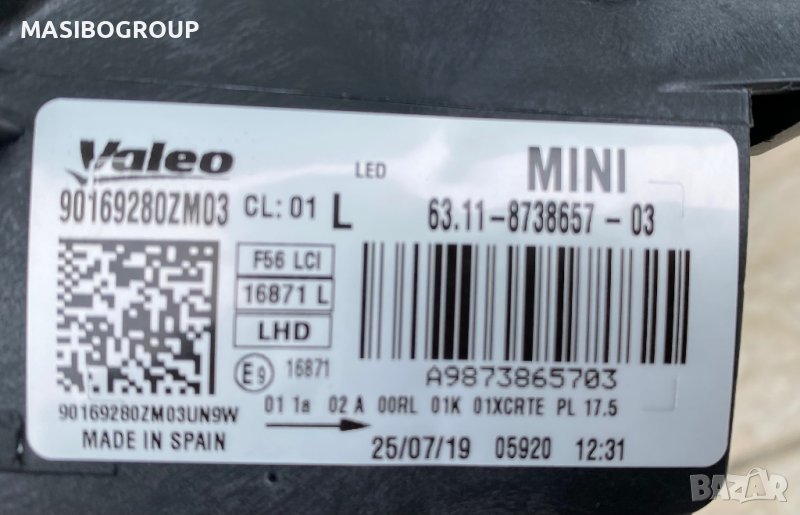 MASIBOGROUP
Valeo
LED
MINI
90169280ZM03 CL: 01 L
63.11-8738657-03
F56 LCI
16871 L
LHD
E9 16871
A9873865703
90169280ZM03UN9W
01 1a 02 A 00RL 01K 01XCRTE PL 17.5
MADE IN SPAIN
25/07/19 05920 12:31
BAZAR